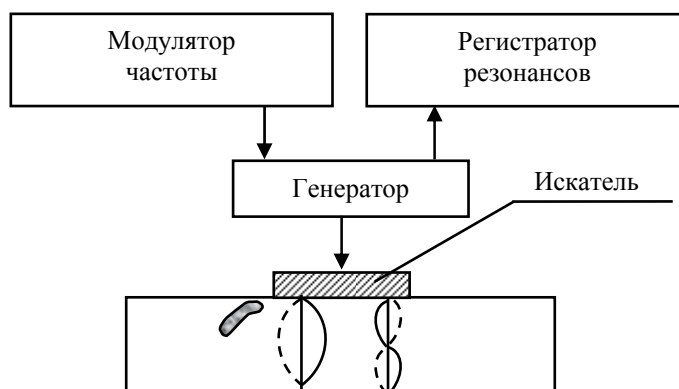 Модулятор
частоты
Регистратор
резонансов
Генератор
Искатель